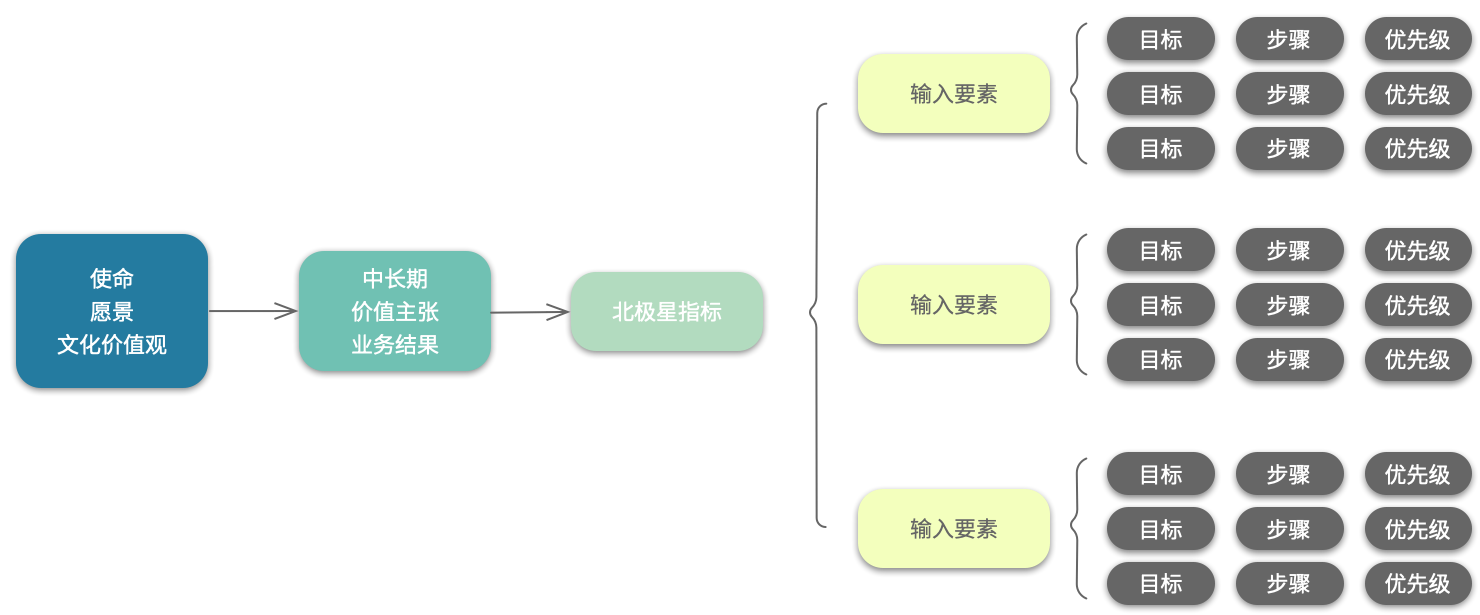 使命
愿景
文化价值观
中长期
价值主张
业务结果
北极星指标
输入要素
目标 步骤 优先级
目标 步骤 优先级
目标 步骤 优先级
输入要素
目标 步骤 优先级
目标 步骤 优先级
目标 步骤 优先级
输入要素
目标 步骤 优先级
目标 步骤 优先级
目标 步骤 优先级